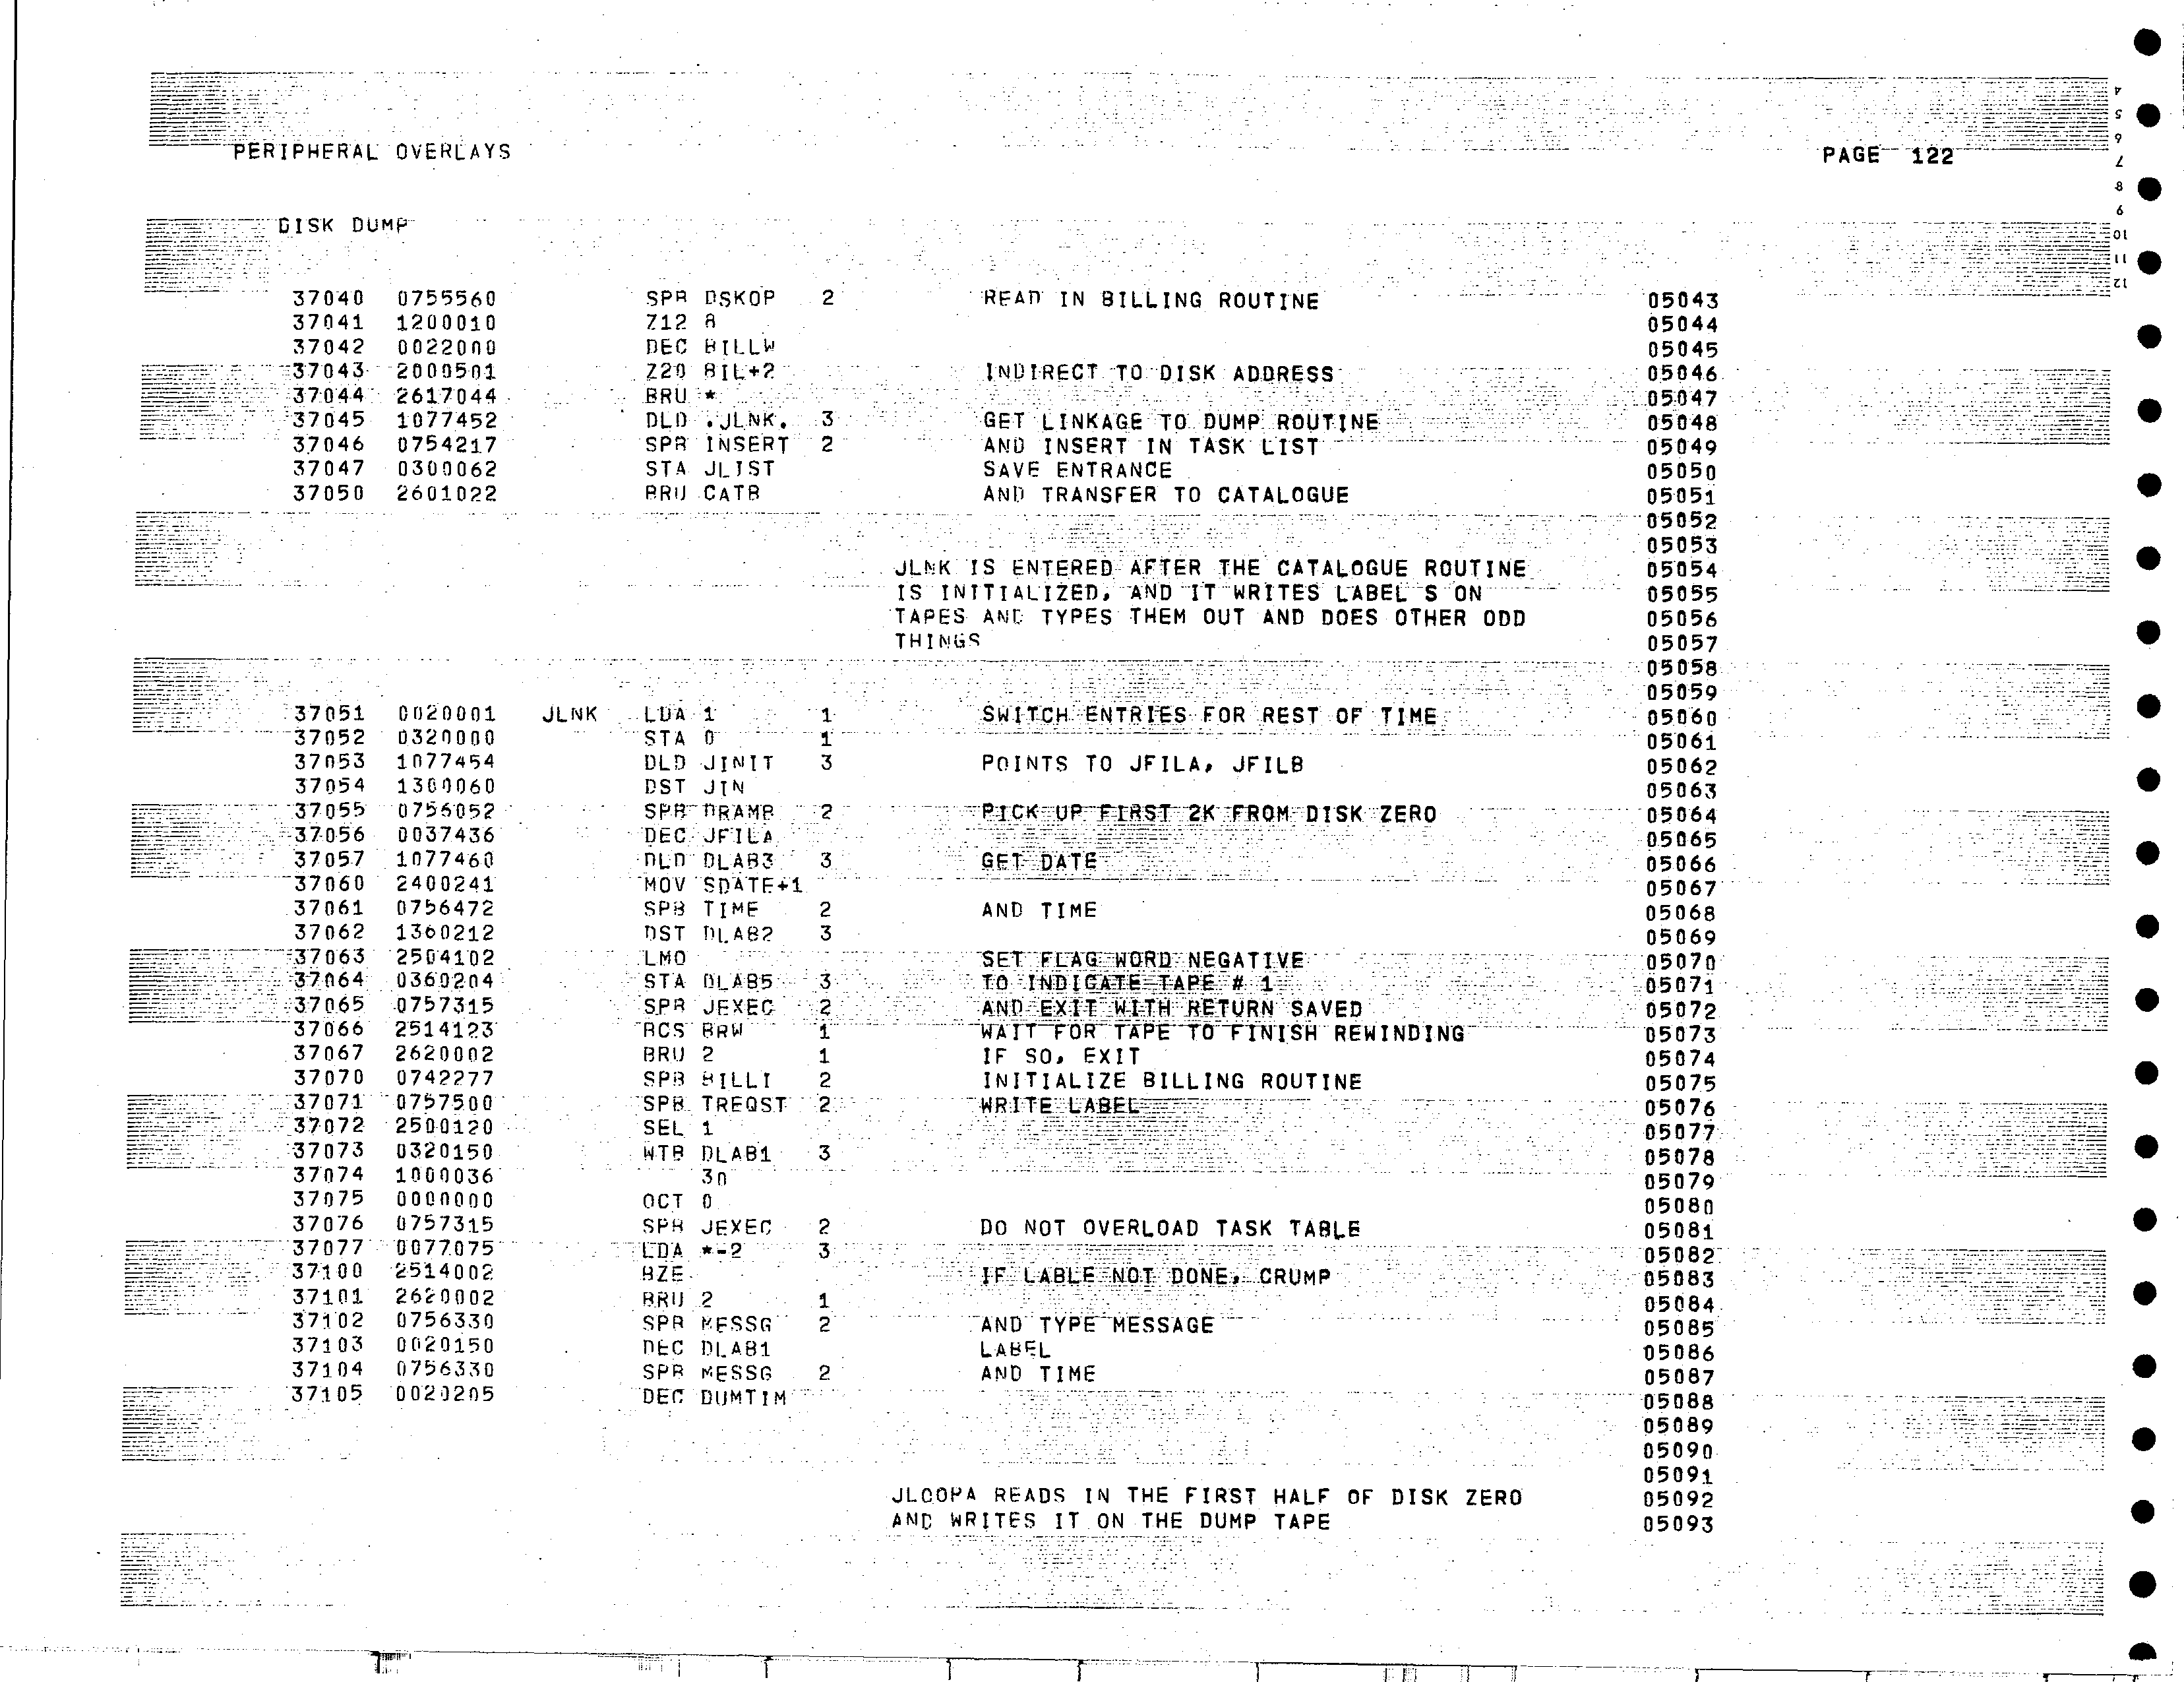 PERIPHERAL OVERLAYS PAGE 122
DISK DUMP
37040 0755560 SPB DSKOP 2 READ IN BILLING ROUTINE 05043
37041 1200010 Z12 8 05044
37042 0022000 DEC BILLW 05045
37043 2000501 Z20 BIL+2 INDIRECT TO DISK ADDRESS 05046
37044 2617044 BRU * 05047
37045 1077452 DLD .JLNK. 3 GET LINKAGE TO DUMP ROUTINE 05048
37046 0754217 SPB INSERT 2 AND INSERT IN TASK LIST 05049
37047 0300062 STA JLIST SAVE ENTRANCE 05050
37050 2601022 BRU CATB AND TRANSFER TO CATALOGUE 05051
05052
05053
JLNK IS ENTERED AFTER THE CATALOGUE ROUTINE 05054
IS INITIALIZED, AND IT WRITES LABEL S ON 05055
TAPES AND TYPES THEM OUT AND DOES OTHER ODD 05056
THINGS 05057
05058
05059
37051 0020001 JLNK LDA 1 1 SWITCH ENTRIES FOR REST OF TIME 05060
37052 0320000 STA 0 1 05061
37053 1077454 DLD JINIT 3 POINTS TO JFILA, JFILB 05062
37054 1300060 DST JIN 05063
37055 0756052 SPB DRAMB 2 PICK UP FIRST 2K FROM DISK ZERO 05064
37056 0037436 DEC JFILA 05065
37057 1077460 DLD DLAB3 3 GET DATE 05066
37060 2400241 MOV SDATE+1 05067
37061 0756472 SPB TIME 2 AND TIME 05068
37062 1360212 DST DLAB2 3 05069
37063 2504102 LMO SET FLAG WORD NEGATIVE 05070
37064 0360204 STA DLAB5 3 TO INDICATE TAPE # 1 05071
37065 0757315 SPB JEXEC 2 AND EXIT WITH RETURN SAVED 05072
37066 2514123 BCS BRW 1 WAIT FOR TAPE TO FINISH REWINDING 05073
37067 2620002 BRU 2 1 IF SO, EXIT 05074
37070 0742277 SPB BILLI 2 INITIALIZE BILLING ROUTINE 05075
37071 0757500 SPB TREQST 2 WRITE LABEL 05076
37072 2500120 SEL 1 05077
37073 0320150 WTB DLAB1 3 05078
37074 1000036 30 05079
37075 0000000 OCT 0 05080
37076 0757315 SPB JEXEC 2 DO NOT OVERLOAD TASK TABLE 05081
37077 0077075 LDA *-2 3 05082
37100 2514002 BZE IF LABLE NOT DONE, CRUMP 05083
37101 2620002 BRU 2 1 05084
37102 0756330 SPB MESSG 2 AND TYPE MESSAGE 05085
37103 0020150 DEC DLAB1 LABEL 05086
37104 0756330 SPB MESSG 2 AND TIME 05087
37105 0020205 DEC DUMTIM 05088
05089
05090
05091
JLOOPA READS IN THE FIRST HALF OF DISK ZERO 05092
AND WRITES IT ON THE DUMP TAPE 05093
4
5
6
7
8
9
10
11
12